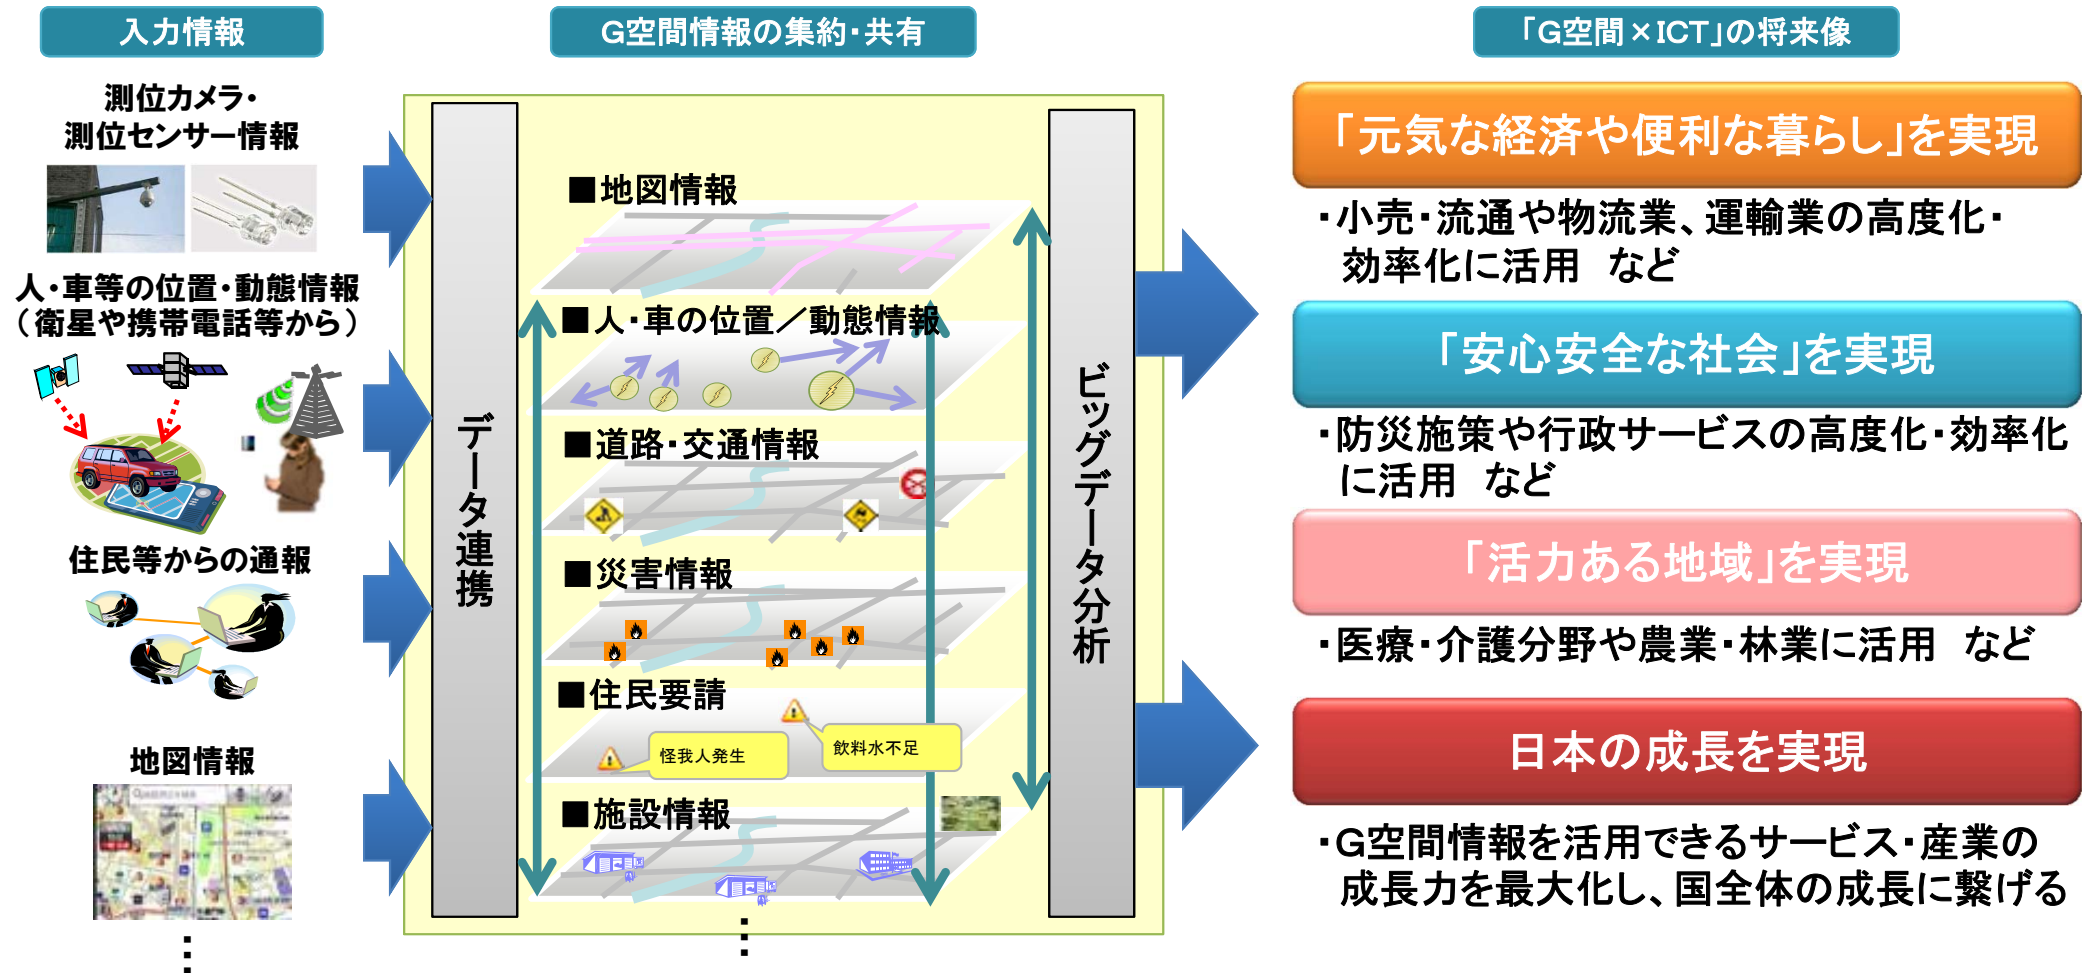 入力情報
測位カメラ・
測位センサー情報
人・車等の位置・動態情報
（衛星や携帯電話等から）
住民等からの通報
地図情報
⋮
G空間情報の集約・共有
データ連携
■地図情報
■人・車の位置／動態情報
■道路・交通情報
■災害情報
■住民要請
怪我人発生
飲料水不足
■施設情報
⋮
ビッグデータ分析
「G空間×ICT」の将来像
「元気な経済や便利な暮らし」を実現
・小売・流通や物流業、運輸業の高度化・
効率化に活用　など
「安心安全な社会」を実現
・防災施策や行政サービスの高度化・効率化
に活用　など
「活力ある地域」を実現
・医療・介護分野や農業・林業に活用　など
日本の成長を実現
・G空間情報を活用できるサービス・産業の
成長力を最大化し、国全体の成長に繋げる